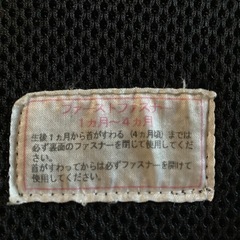 ファーストファスナー
1ヵ月〜4ヵ月
生後1ヵ月から首がすわる（4ヵ月頃）までは
必ず裏面のファスナーを閉じて使用して
ください。
首がすわってからは必ずファスナーを開けて
使用してください。